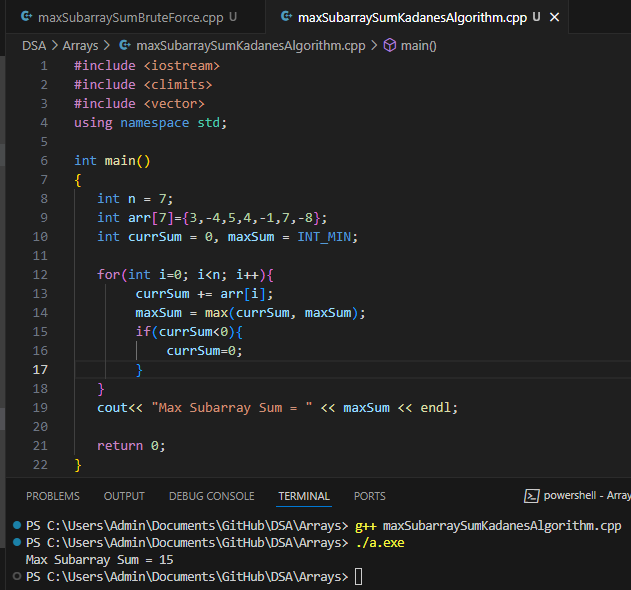 maxSubarraySumBruteForce.cpp U
maxSubarraySumKadanesAlgorithm.cpp U
DSA > Arrays > maxSubarraySumKadanesAlgorithm.cpp > main()
1 #include <iostream>
2 #include <climits>
3 #include <vector>
4 using namespace std;
5
6 int main()
7 {
8 int n = 7;
9 int arr[7]={3,-4,5,4,-1,7,-8};
10 int currSum = 0, maxSum = INT_MIN;
11
12 for(int i=0; i<n; i++){
13 currSum += arr[i];
14 maxSum = max(currSum, maxSum);
15 if(currSum<0){
16 currSum=0;
17 }
18 }
19 cout<< "Max Subarray Sum = " << maxSum << endl;
20
21 return 0;
22 }
PROBLEMS OUTPUT DEBUG CONSOLE TERMINAL PORTS powershell - Array
PS C:\Users\Admin\Documents\GitHub\DSA\Arrays> g++ maxSubarraySumKadanesAlgorithm.cpp
PS C:\Users\Admin\Documents\GitHub\DSA\Arrays> ./a.exe
Max Subarray Sum = 15
PS C:\Users\Admin\Documents\GitHub\DSA\Arrays>